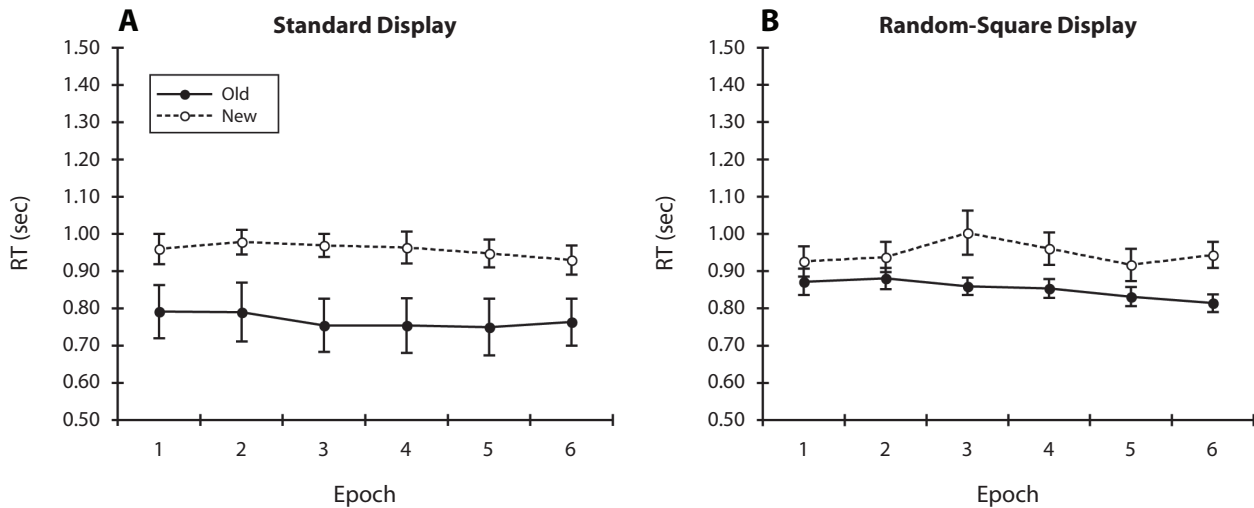 A
Standard Display
1.50
1.40
1.30
1.20
1.10
1.00
0.90
0.80
0.70
0.60
0.50
RT (sec)
Old
New
1 2 3 4 5 6
Epoch
B
Random-Square Display
1.50
1.40
1.30
1.20
1.10
1.00
0.90
0.80
0.70
0.60
0.50
RT (sec)
1 2 3 4 5 6
Epoch